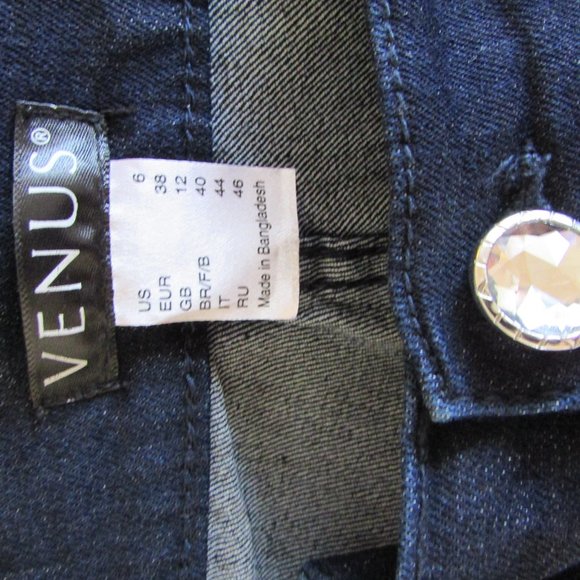 VENUS®
US 6
EUR 38
GB 12
BR/F/B 40
IT 44
RU 46
Made in Bangladesh